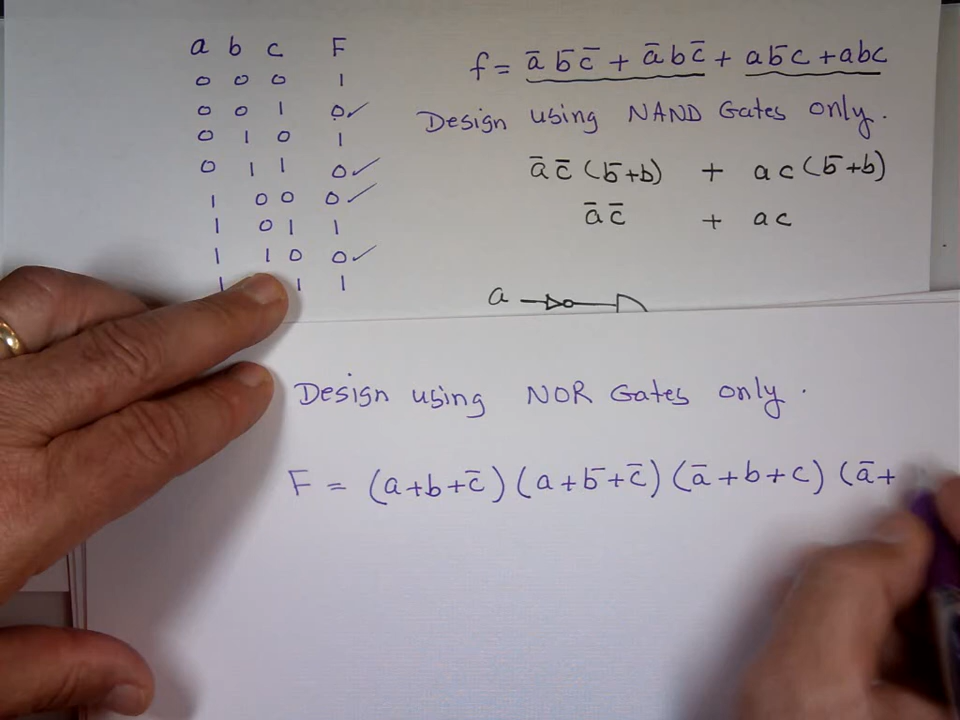 a b c F
0 0 0 1
0 0 1 0✓
0 1 0 1
0 1 1 0✓
1 0 0 0✓
1 0 1 1
1 1 0 0✓
1 1 1
f = a̅ b̅ c̅ + a̅ b c̅ + a b̅ c + abc
Design using NAND Gates only.
a̅ c̅ (b̅+b) + a c (b̅+b)
a̅ c̅ + a c
a
Design using NOR Gates only.
F = (a+b+c̅) (a+b̅+c̅) (a̅+b+c) (a̅+